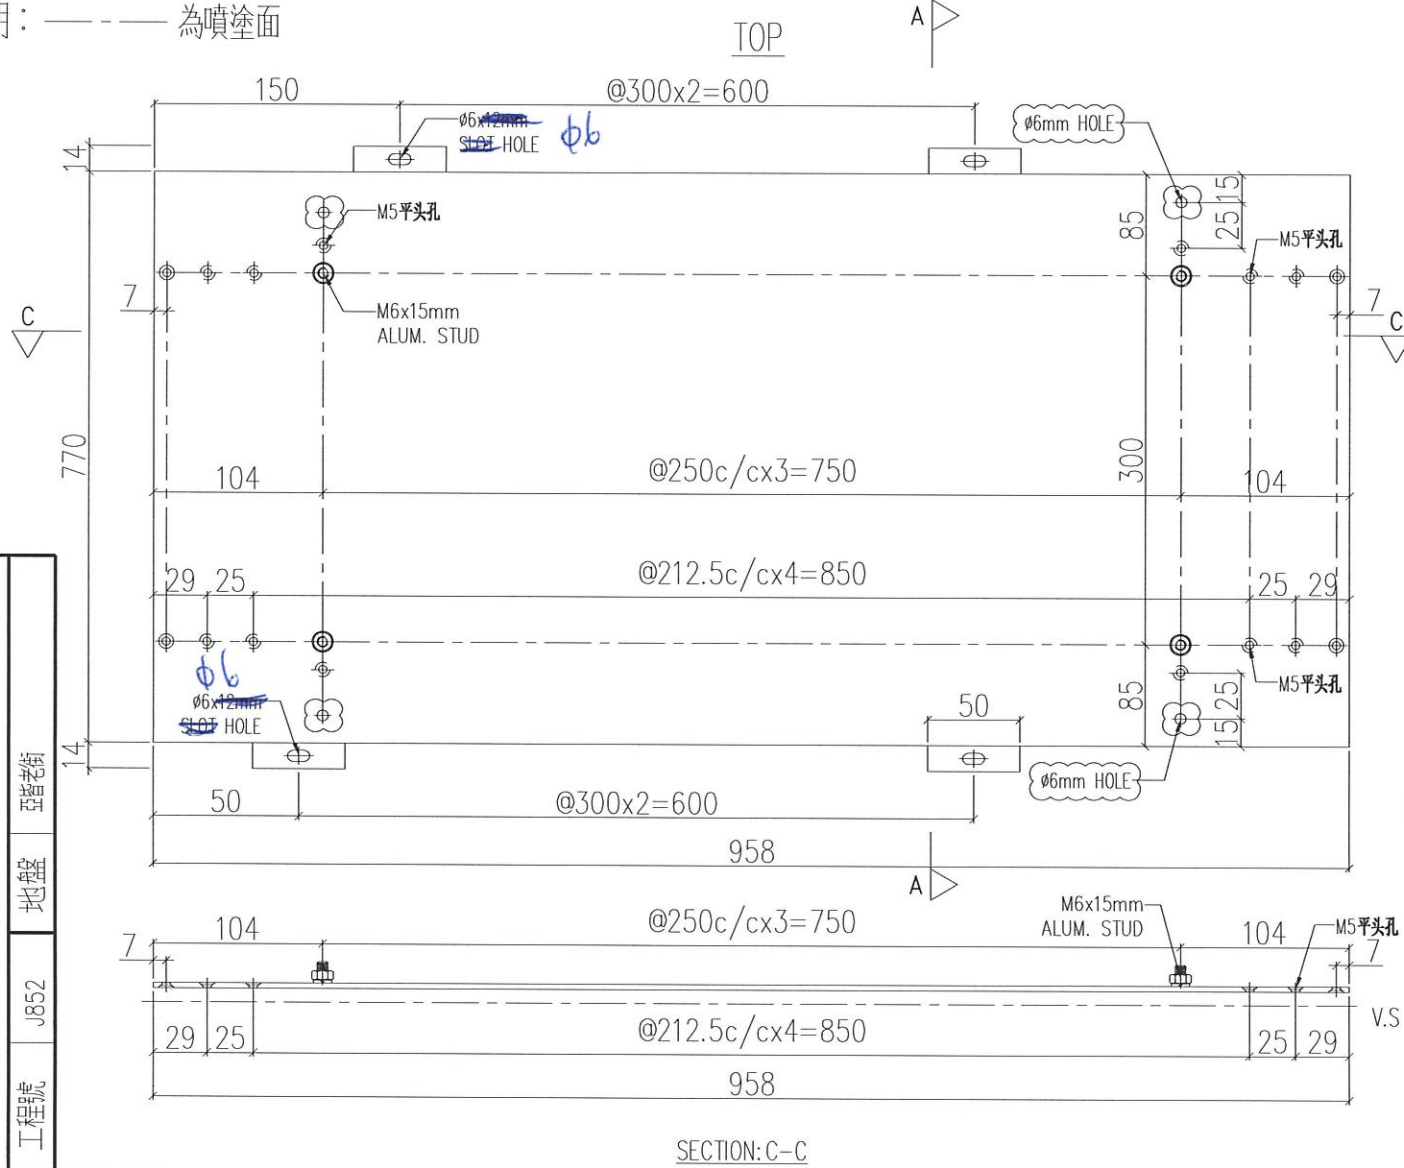 為噴塗面
TOP
A
150
@300x2=600
ø6x12mm
SLOT HOLE
ϕ6
ø6mm HOLE
14
M5平头孔
85
15
25
M5平头孔
7
M6x15mm
ALUM. STUD
7
C
C
770
104
@250c/cx3=750
300
104
29
25
@212.5c/cx4=850
25
29
ϕ6
ø6x12mm
SLOT HOLE
M5平头孔
85
25
15
50
14
ø6mm HOLE
50
@300x2=600
958
A
M6x15mm
ALUM. STUD
M5平头孔
7
104
@250c/cx3=750
104
7
V.S
29
25
@212.5c/cx4=850
25
29
958
SECTION:C-C
工程號
J852
地盤